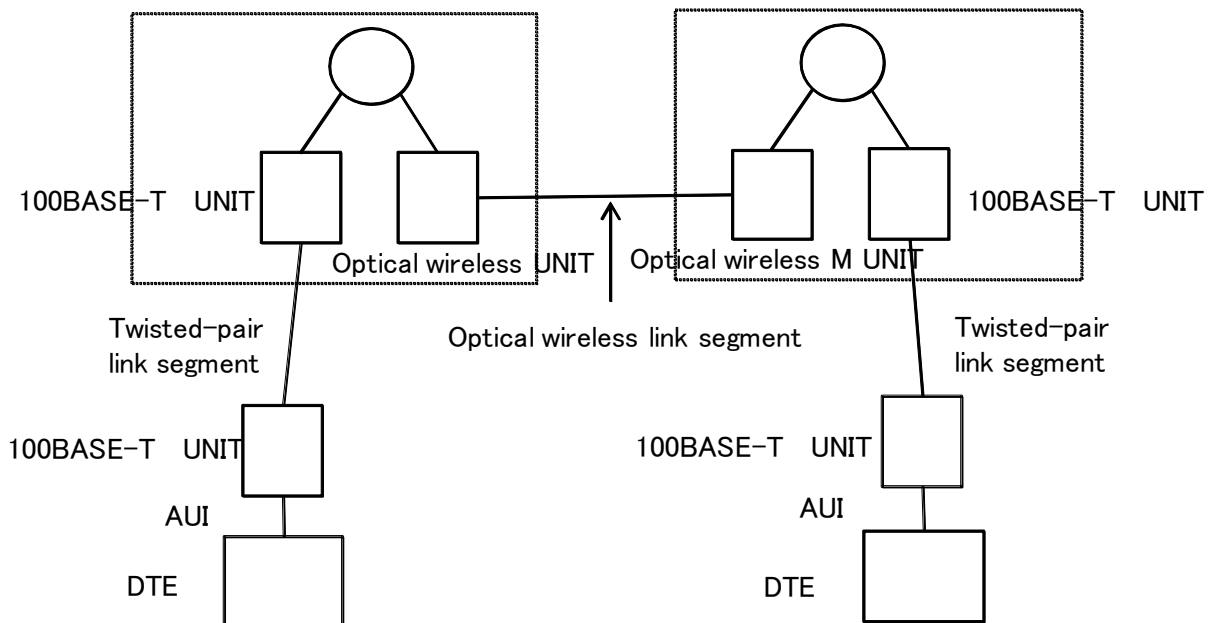 100BASE-T UNIT
100BASE-T UNIT
Optical wireless UNIT
Optical wireless M UNIT
Twisted-pair
link segment
Optical wireless link segment
Twisted-pair
link segment
100BASE-T UNIT
100BASE-T UNIT
AUI
AUI
DTE
DTE